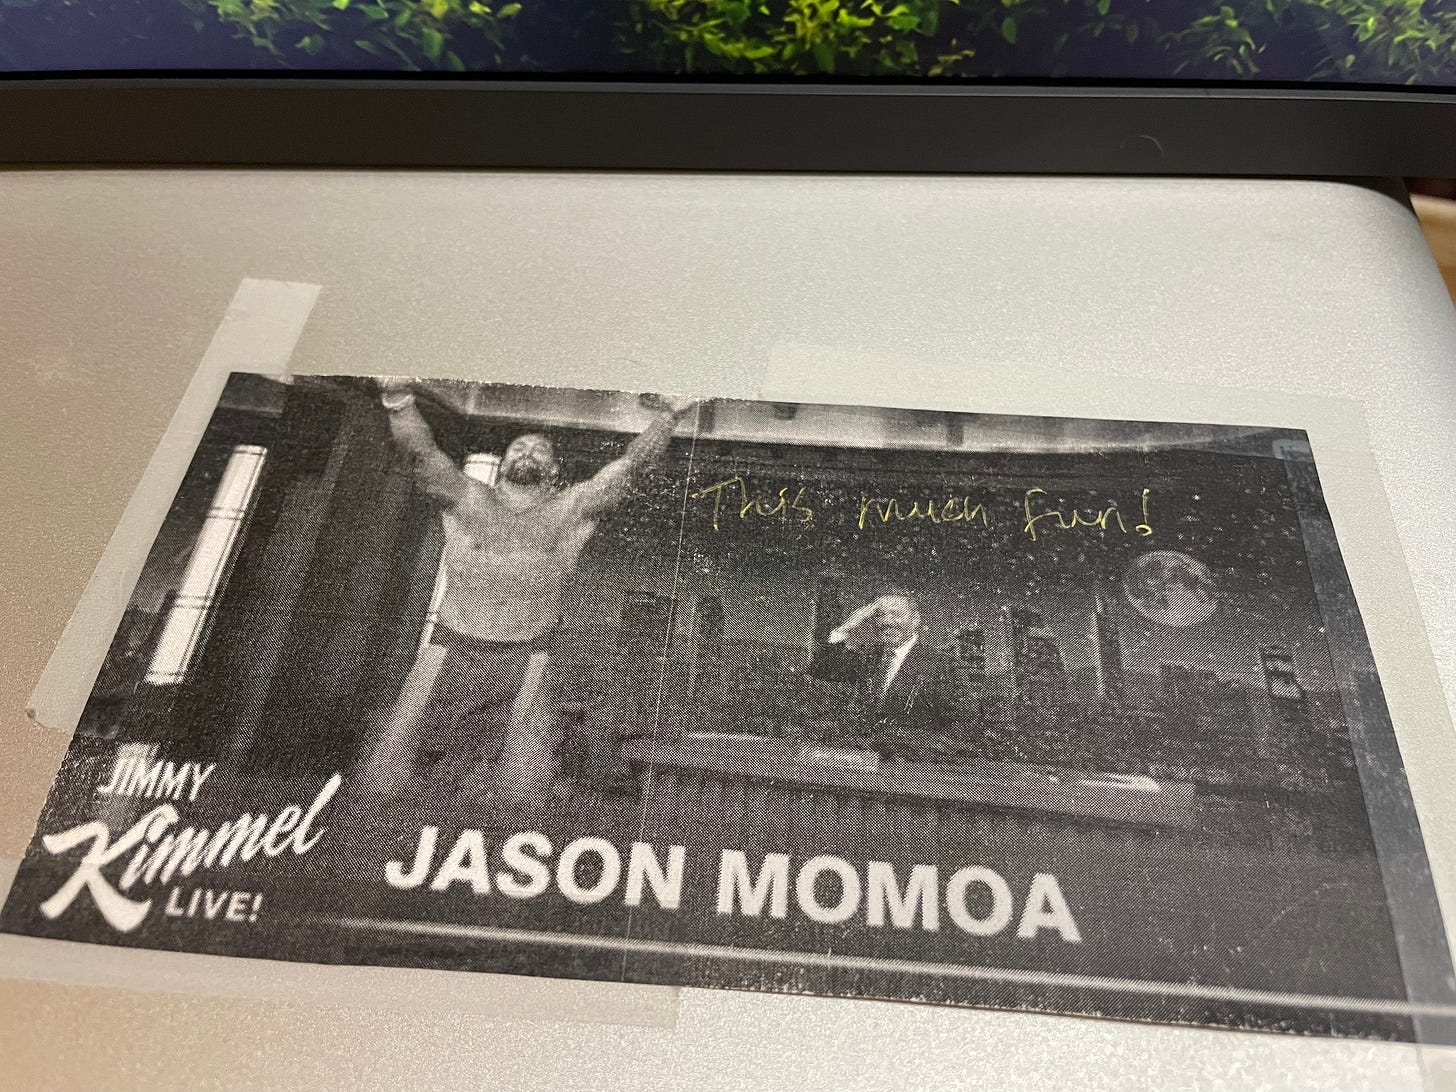 This much fun!
JIMMY
Kimmel
LIVE!
JASON MOMOA